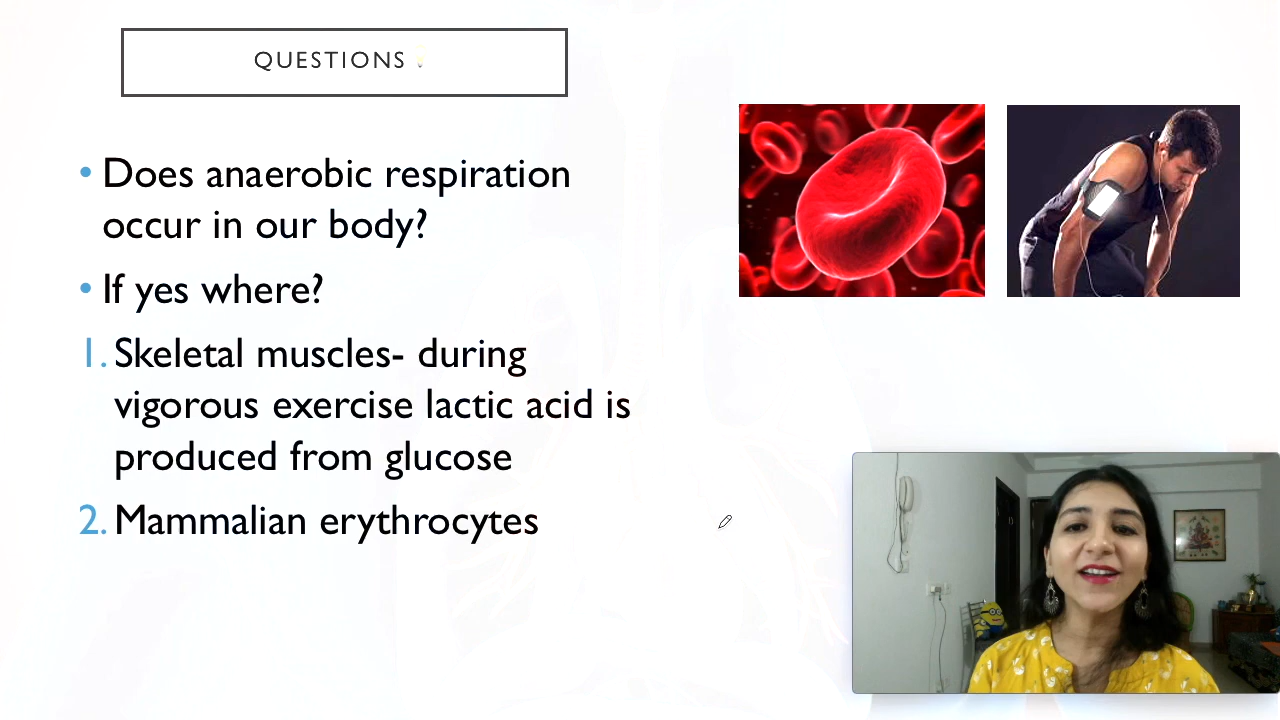 QUESTIONS
• Does anaerobic respiration
occur in our body?
• If yes where?
1. Skeletal muscles- during
vigorous exercise lactic acid is
produced from glucose
2. Mammalian erythrocytes